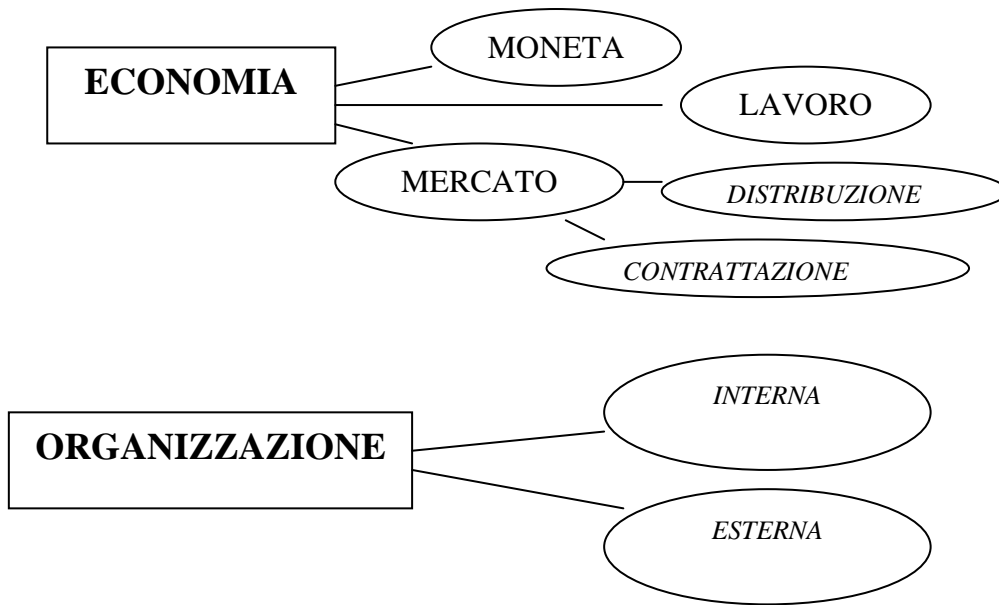 MONETA
ECONOMIA
LAVORO
MERCATO
DISTRIBUZIONE
CONTRATTAZIONE
INTERNA
ORGANIZZAZIONE
ESTERNA